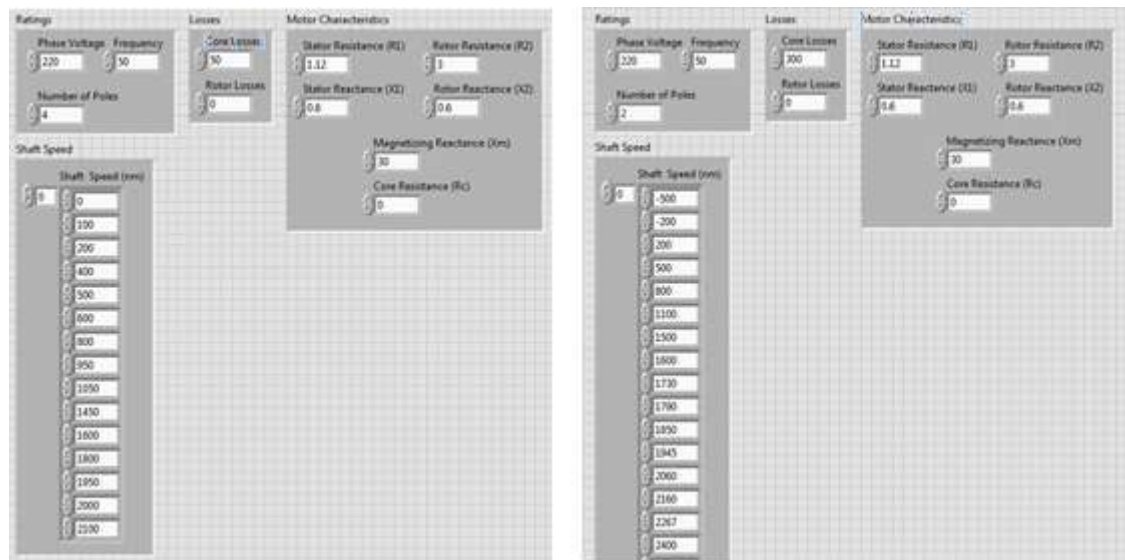 Ratings
Losses
Motor Characteristics
Phase Voltage Frequency
220 50
Number of Poles
4
Core Losses
50
Rotor Losses
0
Stator Resistance (R1) Rotor Resistance (R2)
1.12 3
Stator Reactance (X1) Rotor Reactance (X2)
0.6 0.6
Magnetizing Reactance (Xm)
30
Core Resistance (Rc)
0
Shaft Speed
Shaft Speed (nm)
0
0
100
200
400
500
600
800
950
1050
1450
1600
1800
1950
2000
2100
Ratings
Losses
Motor Characteristics
Phase Voltage Frequency
220 50
Number of Poles
2
Core Losses
300
Rotor Losses
0
Stator Resistance (R1) Rotor Resistance (R2)
1.12 3
Stator Reactance (X1) Rotor Reactance (X2)
0.6 0.6
Magnetizing Reactance (Xm)
30
Core Resistance (Rc)
0
Shaft Speed
Shaft Speed (nm)
0
-500
-200
200
500
800
1100
1500
1600
1730
1790
1850
1945
2060
2160
2267
2400